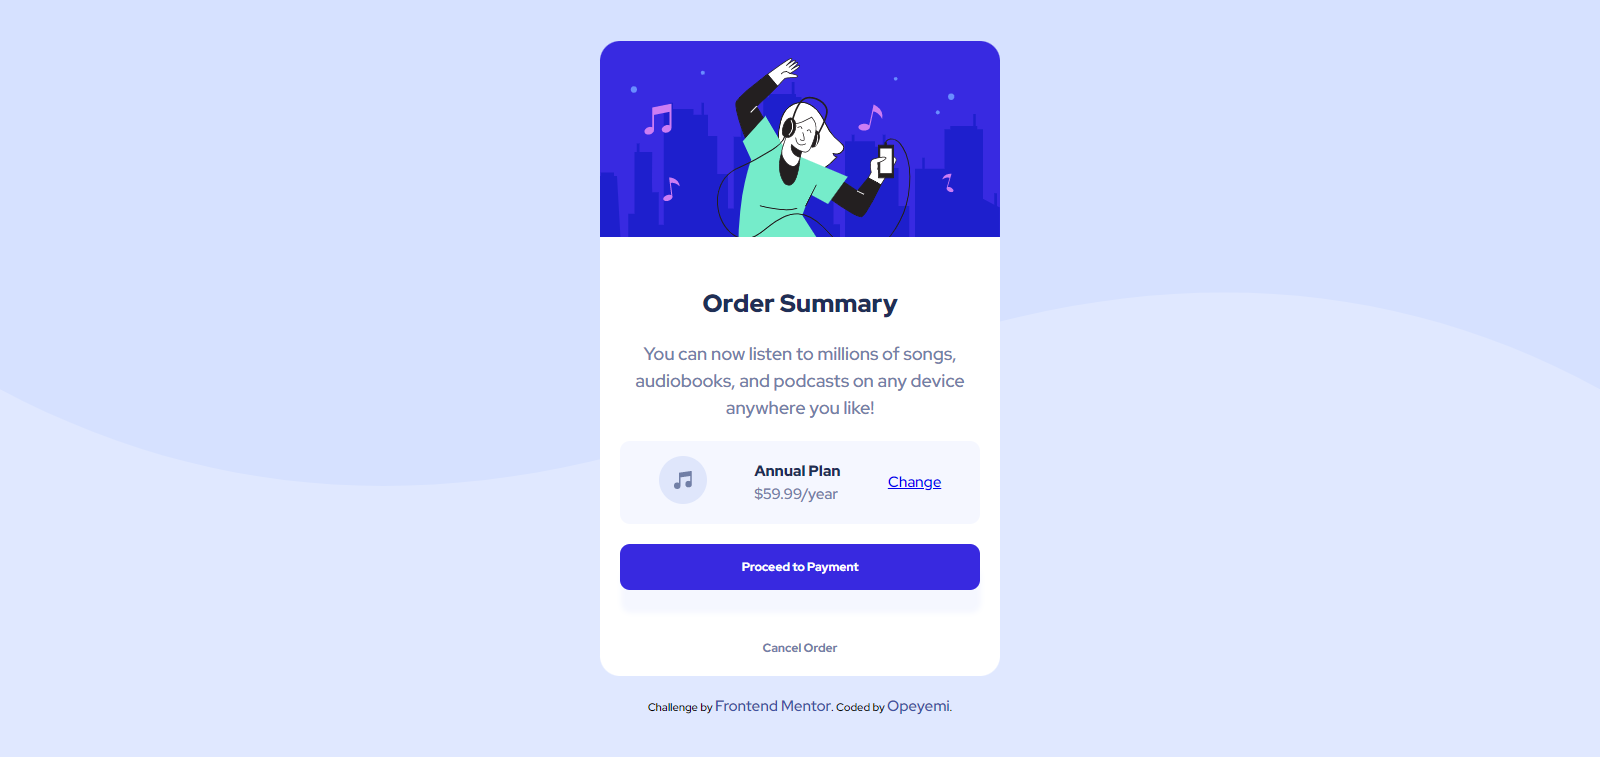 Order Summary
You can now listen to millions of songs,
audiobooks, and podcasts on any device
anywhere you like!
Annual Plan
$59.99/year
Change
Proceed to Payment
Cancel Order
Challenge by Frontend Mentor. Coded by Opeyemi.